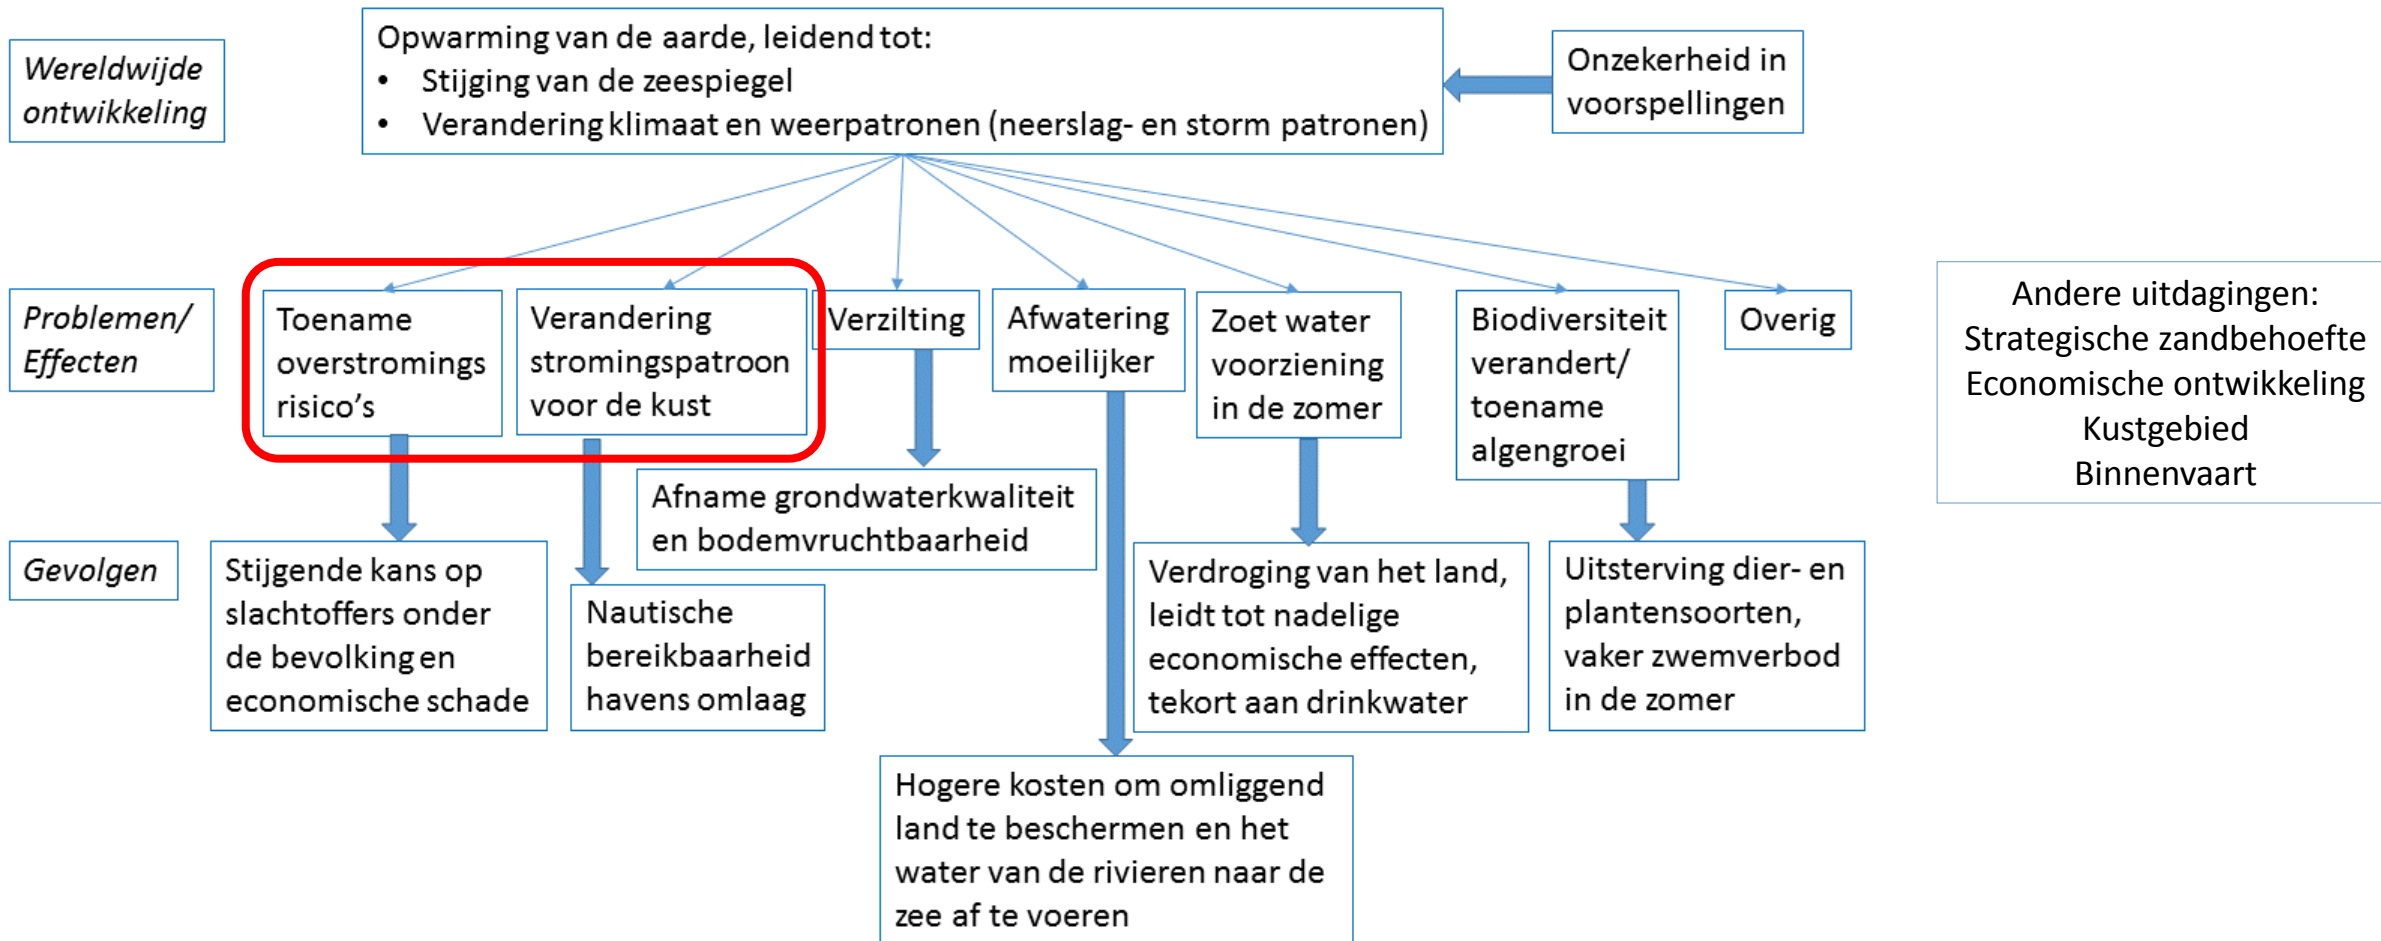 Wereldwijde
ontwikkeling
Opwarming van de aarde, leidend tot:
• Stijging van de zeespiegel
• Verandering klimaat en weerpatronen (neerslag- en storm patronen)
Onzekerheid in
voorspellingen
Problemen/
Effecten
Toename
overstromings
risico's
Verandering
stromingspatroon
voor de kust
Verzilting
Afwatering
moeilijker
Zoet water
voorziening
in de zomer
Biodiversiteit
verandert/
toename
algengroei
Overig
Andere uitdagingen:
Strategische zandbehoefte
Economische ontwikkeling
Kustgebied
Binnenvaart
Gevolgen
Stijgende kans op
slachtoffers onder
de bevolking en
economische schade
Nautische
bereikbaarheid
havens omlaag
Afname grondwaterkwaliteit
en bodemvruchtbaarheid
Hogere kosten om omliggend
land te beschermen en het
water van de rivieren naar de
zee af te voeren
Verdroging van het land,
leidt tot nadelige
economische effecten,
tekort aan drinkwater
Uitsterving dier- en
plantensoorten,
vaker zwemverbod
in de zomer